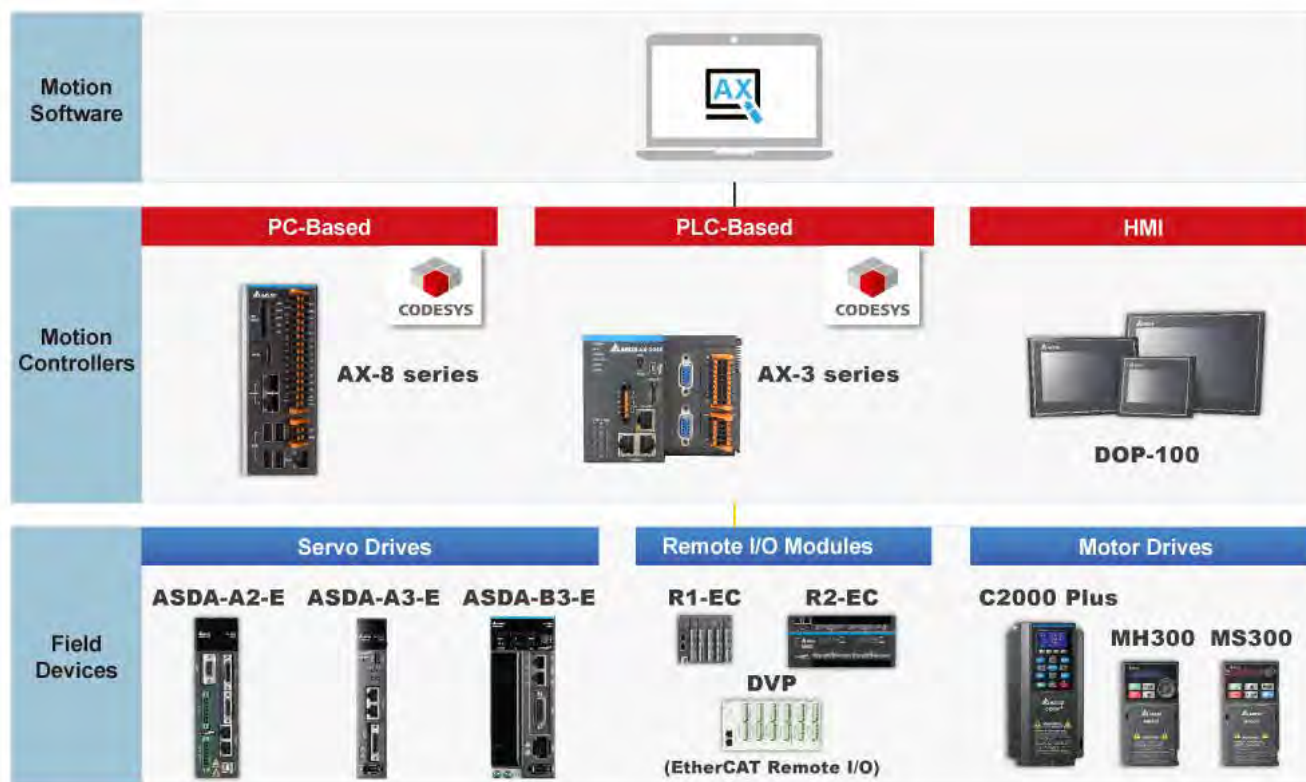 Motion
Software
AX
PC-Based
PLC-Based
HMI
CODESYS
CODESYS
Motion
Controllers
AX-8 series
AX-3 series
DOP-100
Servo Drives
Remote I/O Modules
Motor Drives
ASDA-A2-E
ASDA-A3-E
ASDA-B3-E
R1-EC
R2-EC
C2000 Plus
MH300
MS300
Field
Devices
DVP
(EtherCAT Remote I/O)